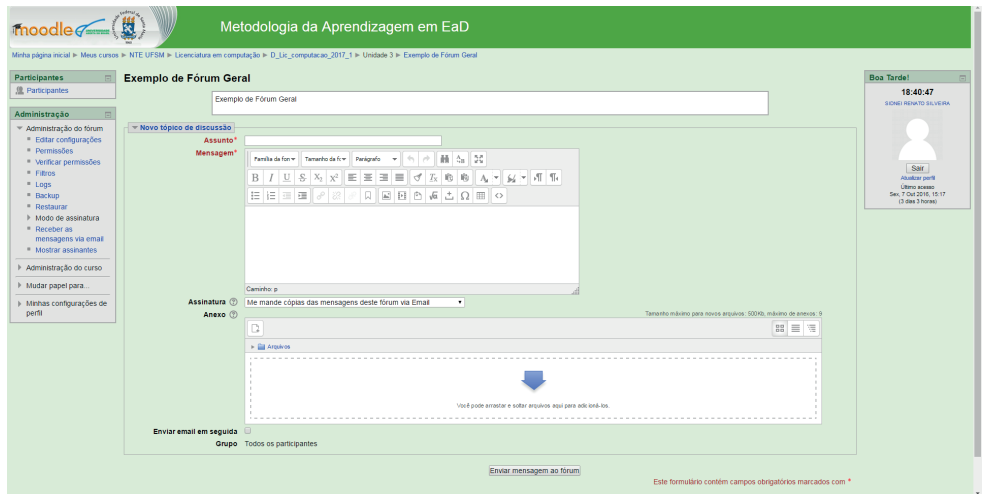 moodle
Metodologia da Aprendizagem em EaD
Minha página inicial ► Meus cursos ► NTE UFSM ► Licenciatura em computação ► D_Lic_computacao_2017_1 ► Unidade 3 ► Exemplo de Fórum Geral
Participantes
Participantes
Administração
Administração do fórum
Editar configurações
Permissões
Verificar permissões
Filtros
Logs
Backup
Restaurar
Modo de assinatura
Receber as
mensagens via email
Mostrar assinantes
Administração do curso
Mudar papel para...
Minhas configurações de
perfil
Exemplo de Fórum Geral
Exemplo de Fórum Geral
Novo tópico de discussão
Assunto*
Mensagem*
Família da fon Tamanho da fc Parágrafo
Caminho: p
Assinatura Me mande cópias das mensagens deste fórum via Email
Anexo Tamanho máximo para novos arquivos: 500Kb, máximo de anexos: 9
Arquivos
Você pode arrastar e soltar arquivos aqui para adicioná-los.
Enviar email em seguida
Grupo Todos os participantes
Enviar mensagem ao fórum
Este formulário contém campos obrigatórios marcados com *
Boa Tarde!
18:40:47
SIDNEI RENATO SILVEIRA
Sair
Atualizar perfil
Último acesso
Sex, 7 Out 2016, 15:17
(3 dias 3 horas)